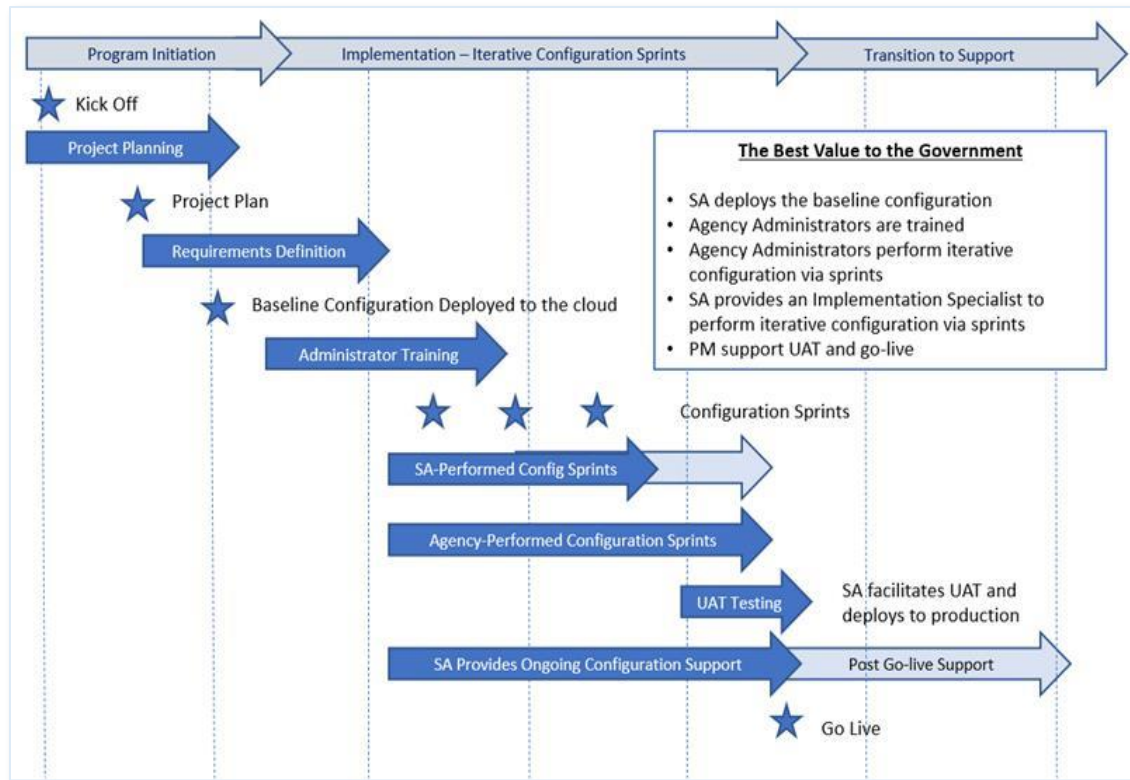 Program Initiation
Implementation – Iterative Configuration Sprints
Transition to Support
Kick Off
Project Planning
The Best Value to the Government
• SA deploys the baseline configuration
• Agency Administrators are trained
• Agency Administrators perform iterative
configuration via sprints
• SA provides an Implementation Specialist to
perform iterative configuration via sprints
• PM support UAT and go-live
Project Plan
Requirements Definition
Baseline Configuration Deployed to the cloud
Administrator Training
Configuration Sprints
SA-Performed Config Sprints
Agency-Performed Configuration Sprints
UAT Testing
SA facilitates UAT and
deploys to production
SA Provides Ongoing Configuration Support
Post Go-live Support
Go Live